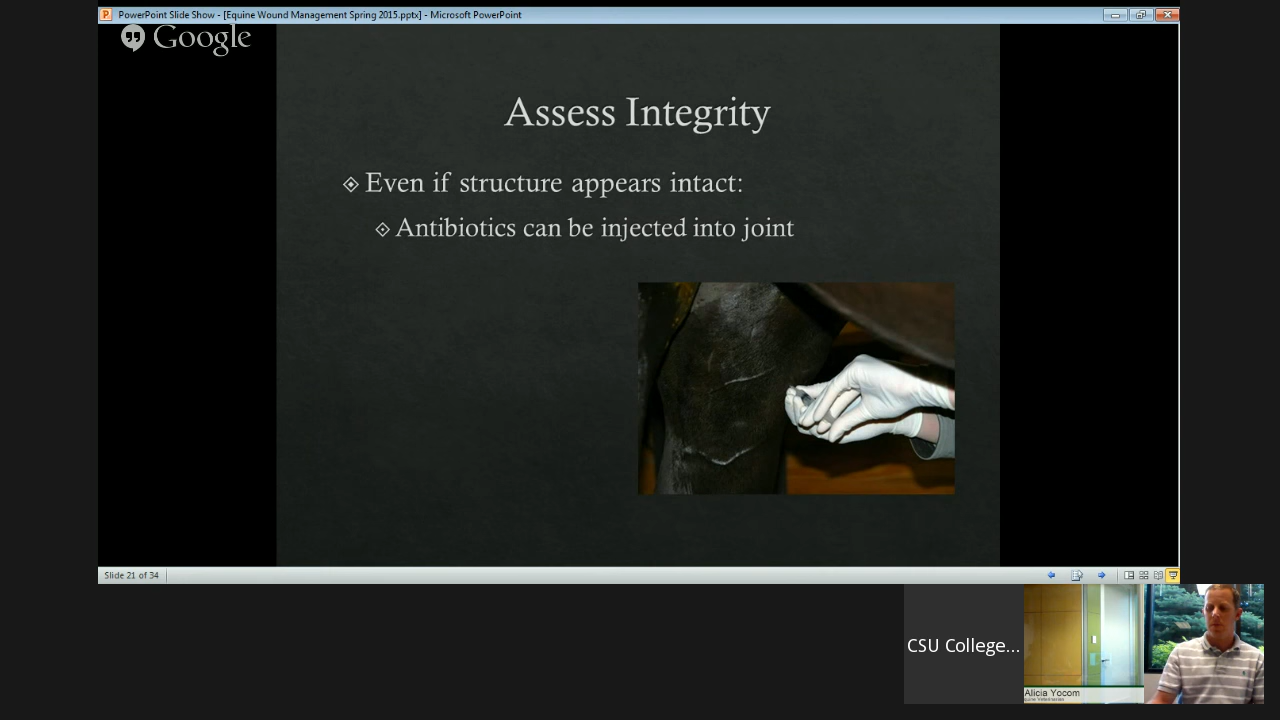 PowerPoint Slide Show - [Equine Wound Management Spring 2015.pptx] - Microsoft PowerPoint
Google
Assess Integrity
Even if structure appears intact:
Antibiotics can be injected into joint
Slide 21 of 34
CSU College...
Alicia Yocom